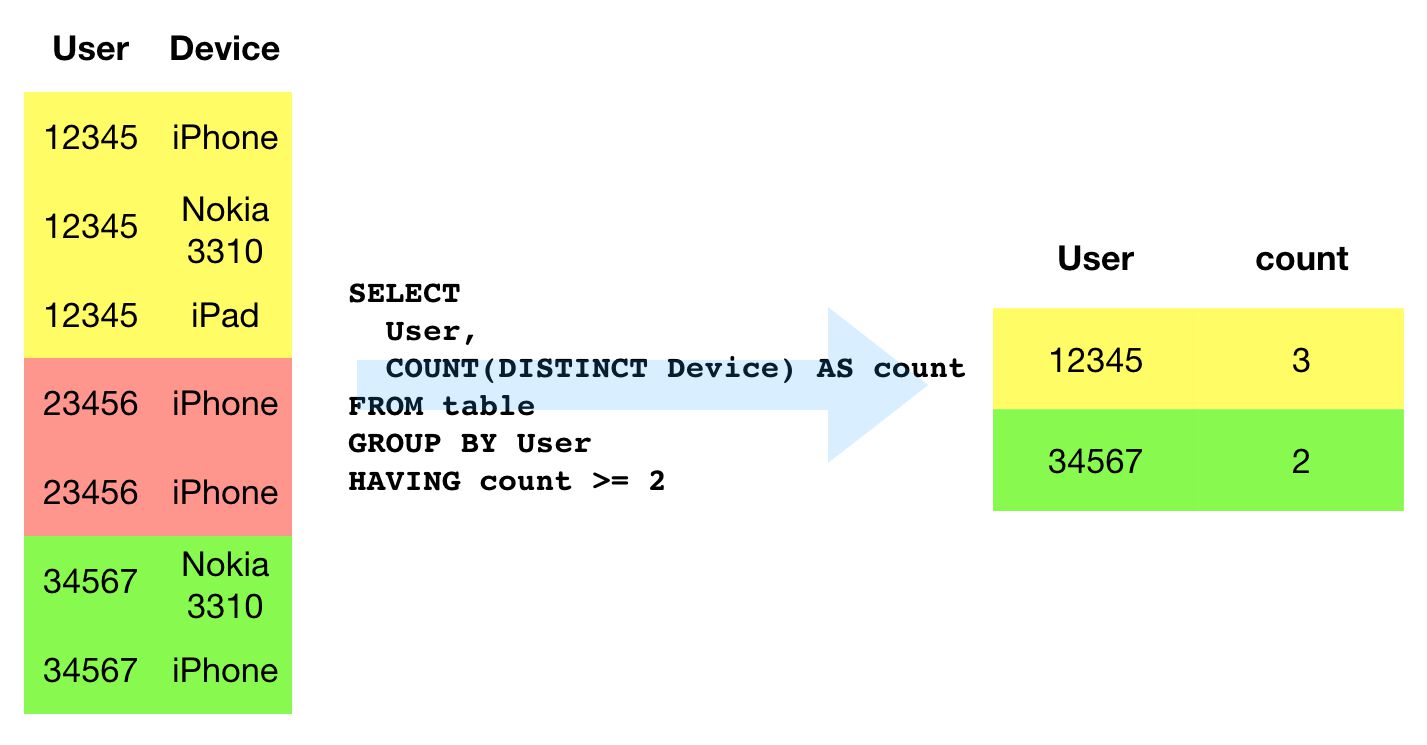 User Device
12345 iPhone
12345 Nokia
3310
12345 iPad
23456 iPhone
23456 iPhone
34567 Nokia
3310
34567 iPhone
SELECT
  User,
  COUNT(DISTINCT Device) AS count
FROM table
GROUP BY User
HAVING count >= 2
User count
12345 3
34567 2